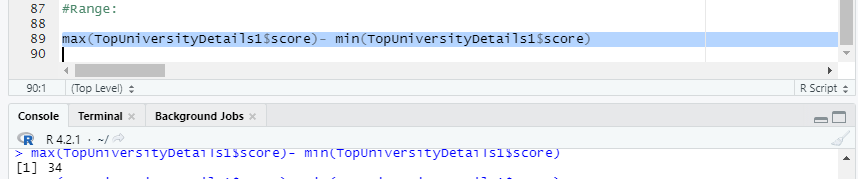 87 #Range:
88
89 max(TopUniversityDetails1$score)- min(TopUniversityDetails1$score)
90
90:1 (Top Level) R Script
Console Terminal × Background Jobs ×
R R 4.2.1 · ~/
> max(TopUniversityDetails1$score)- min(TopUniversityDetails1$score)
[1] 34